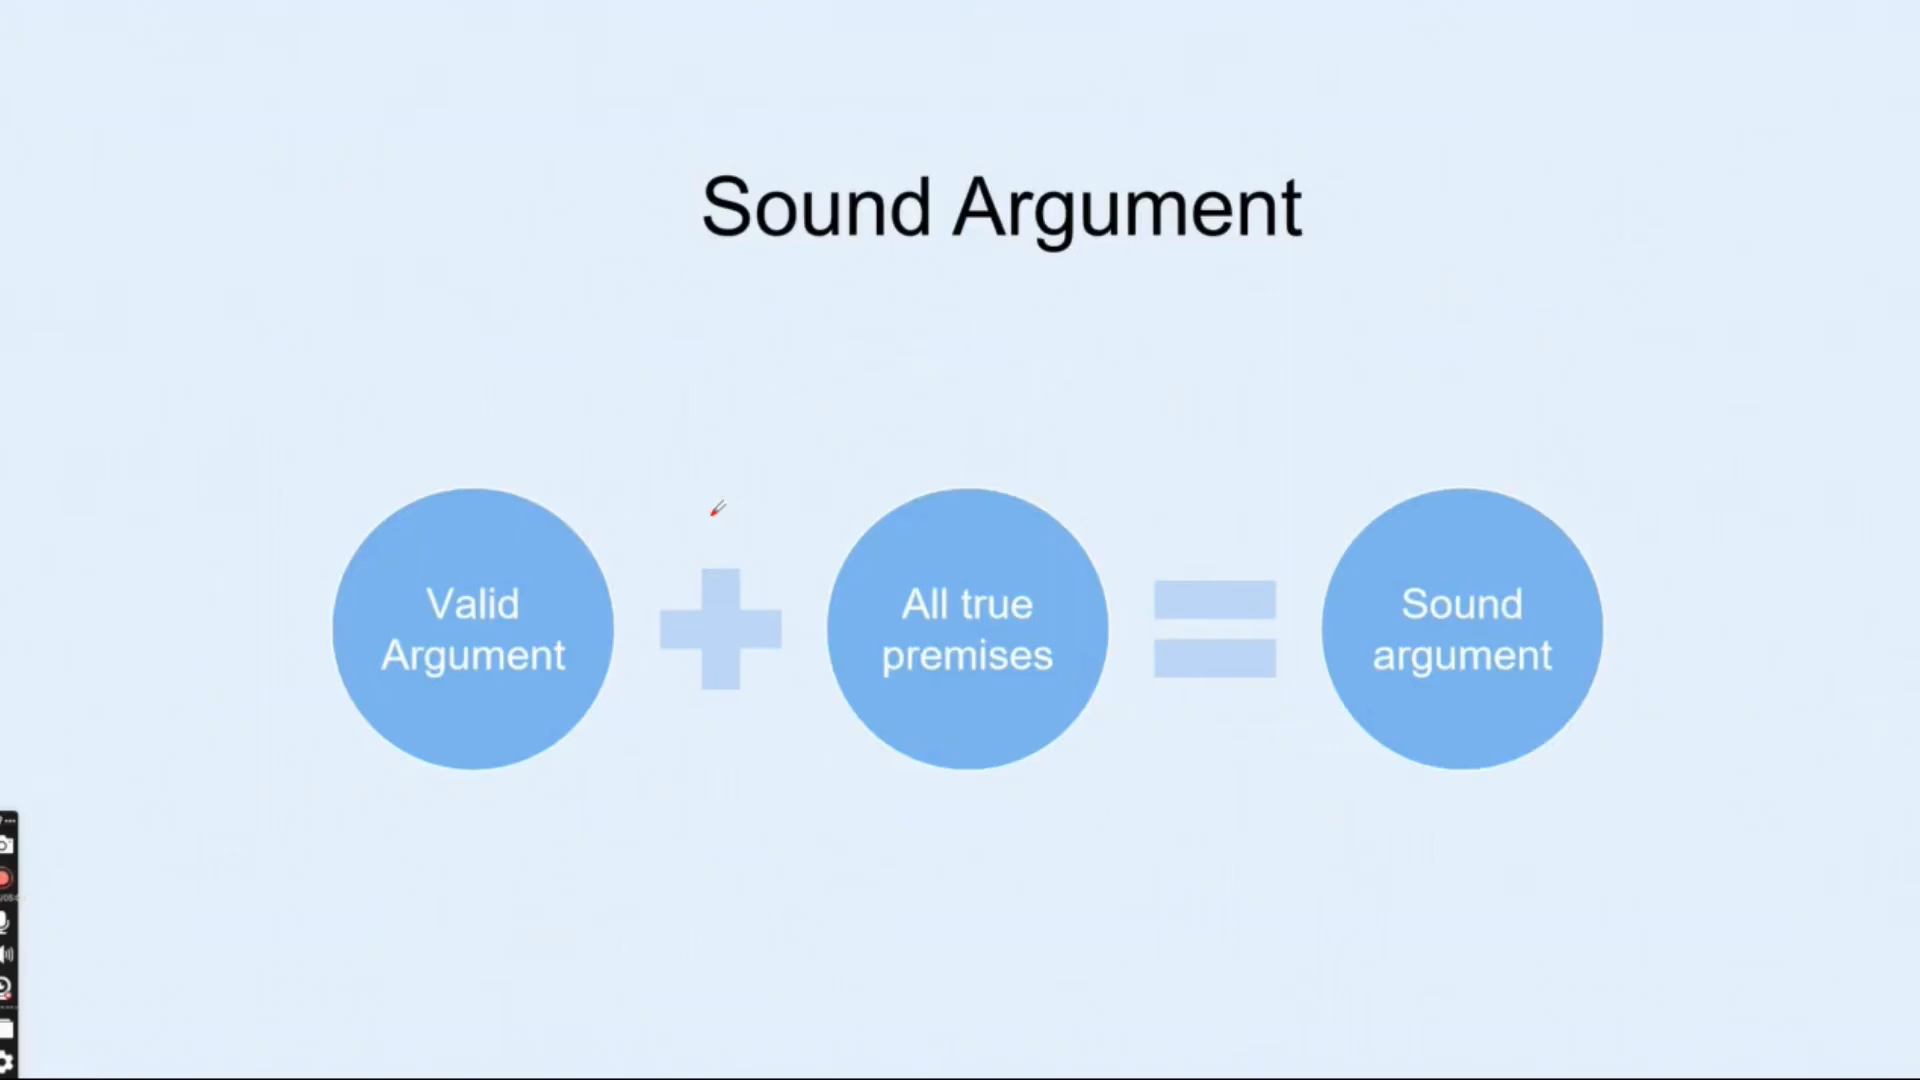 Sound Argument
Valid
Argument
All true
premises
Sound
argument